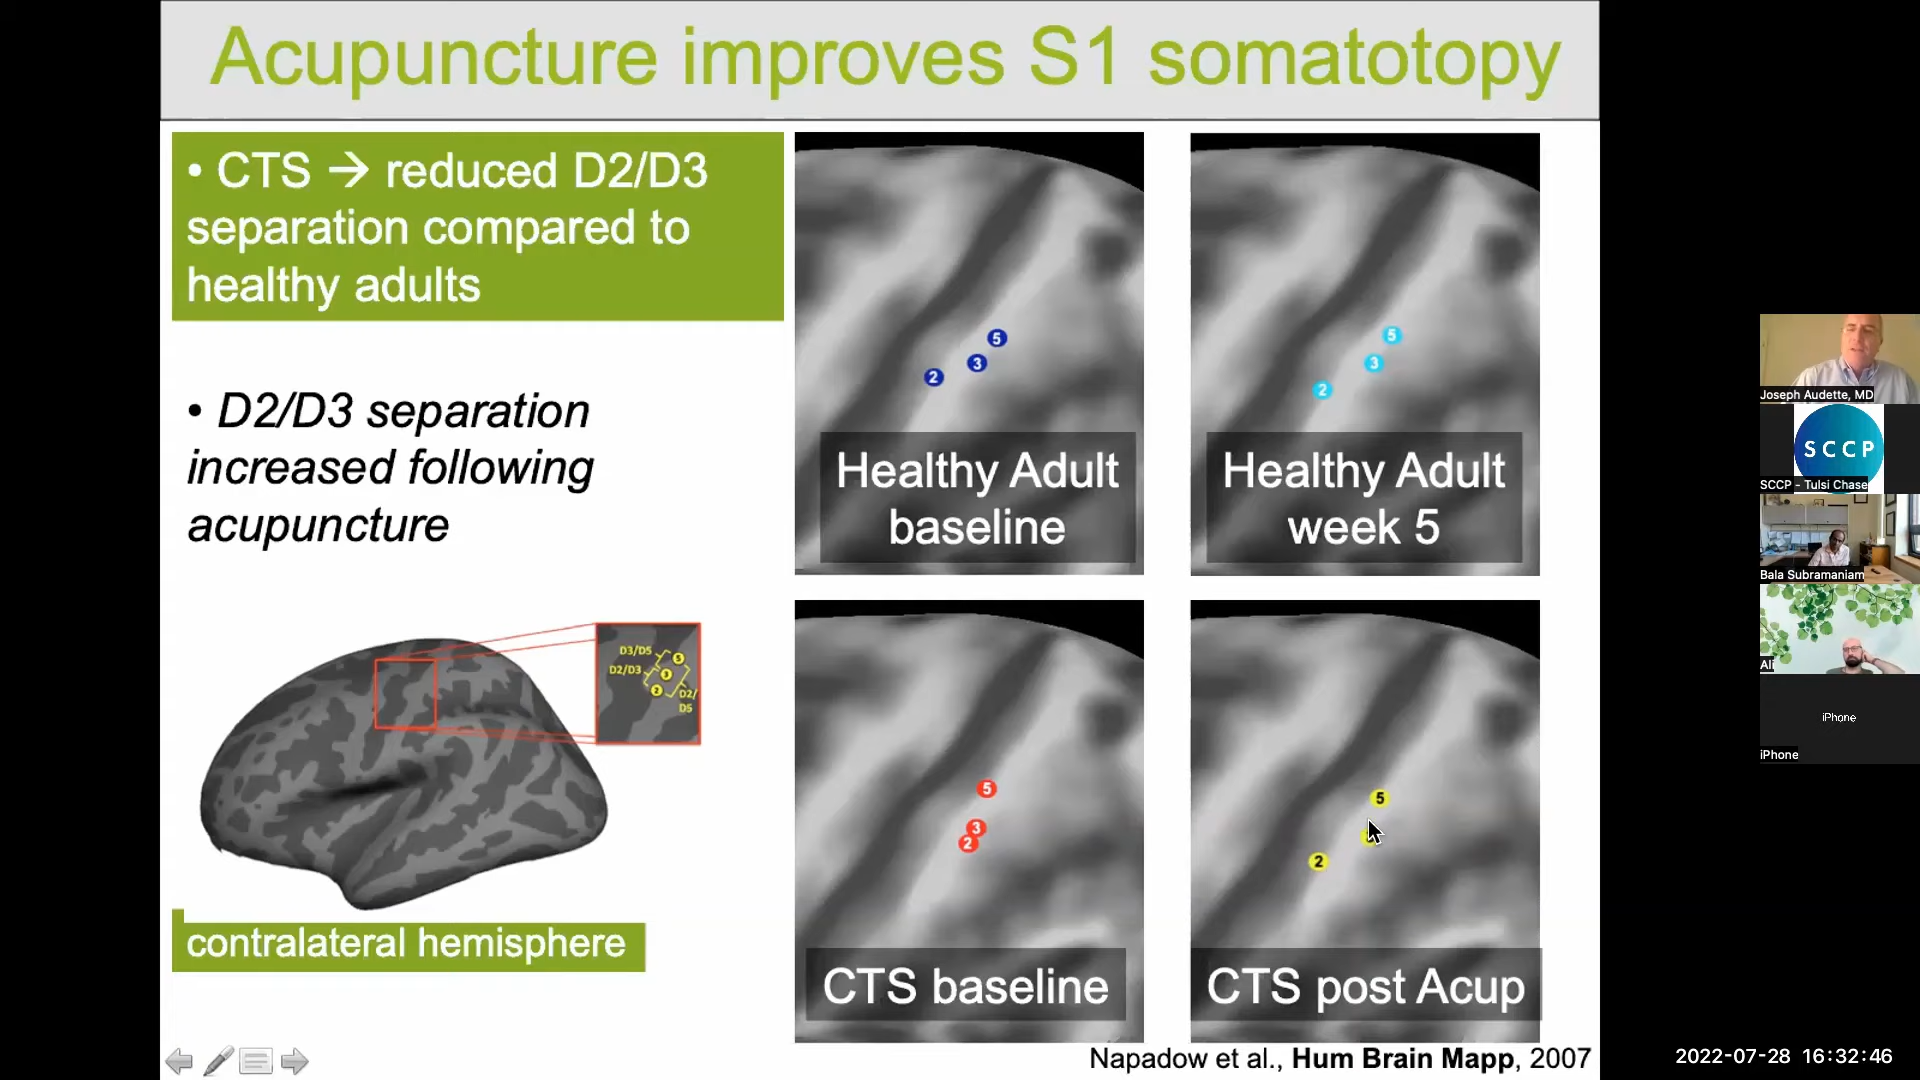 Acupuncture improves S1 somatotopy
• CTS → reduced D2/D3
separation compared to
healthy adults
• D2/D3 separation
increased following
acupuncture
D3/D5
D2/D3
5
3
2
D2/
D5
contralateral hemisphere
5
3
2
Healthy Adult
baseline
5
3
2
Healthy Adult
week 5
5
3
2
CTS baseline
5
2
CTS post Acup
Napadow et al., Hum Brain Mapp, 2007
Joseph Audette, MD
SCCP
SCCP - Tulsi Chase
Bala Subramaniam
Ali
iPhone
iPhone
2022-07-28 16:32:46